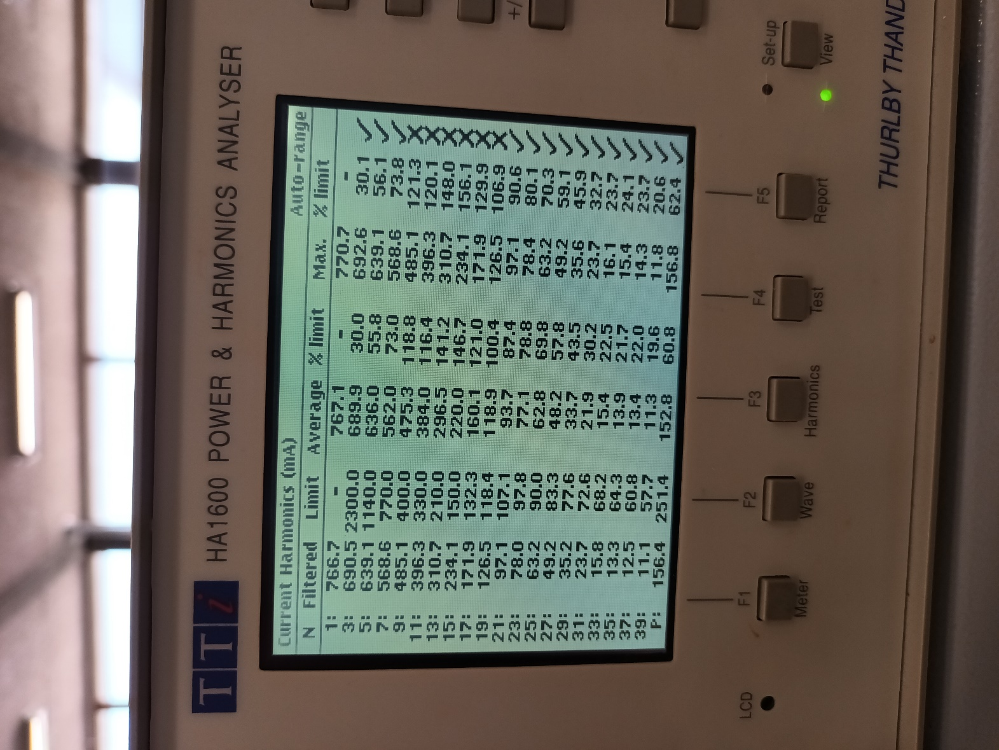 TTi HA1600 POWER & HARMONICS ANALYSER
Current Harmonics (mA) Auto-range
N Filtered Limit Average % limit Max. % limit
1: 766.7 - 767.1 - 770.7 -
3: 690.5 2300.0 689.9 30.0 692.6 30.1 ✓
5: 639.1 1140.0 636.0 55.8 639.1 56.1 ✓
7: 568.6 770.0 562.0 73.0 568.6 73.8 ✓
9: 485.1 400.0 475.3 118.8 485.1 121.3 X
11: 396.3 330.0 384.0 116.4 396.3 120.1 X
13: 310.7 210.0 296.5 141.2 310.7 148.0 X
15: 234.1 150.0 220.0 146.7 234.1 156.1 X
17: 171.9 132.3 160.1 121.0 171.9 129.9 X
19: 126.5 118.4 118.9 100.4 126.5 106.9 X
21: 97.1 107.1 93.7 87.4 97.1 90.6 ✓
23: 78.0 97.8 77.1 78.8 78.4 80.1 ✓
25: 63.2 90.0 62.8 69.8 63.2 70.3 ✓
27: 49.2 83.3 48.2 57.8 49.2 59.1 ✓
29: 35.2 77.6 33.7 43.5 35.6 45.9 ✓
31: 23.7 72.6 21.9 30.2 23.7 32.7 ✓
33: 15.8 68.2 15.4 22.5 16.1 23.7 ✓
35: 13.3 64.3 13.9 21.7 15.4 24.1 ✓
37: 12.5 60.8 13.4 22.0 14.3 23.7 ✓
39: 11.1 57.7 11.3 19.6 11.8 20.6 ✓
P: 156.4 251.4 152.8 60.8 156.8 62.4 ✓
+/
LCD
F1 F2 F3 F4 F5
Meter Wave Harmonics Test Report
Set-up
View
THURLBY THAND